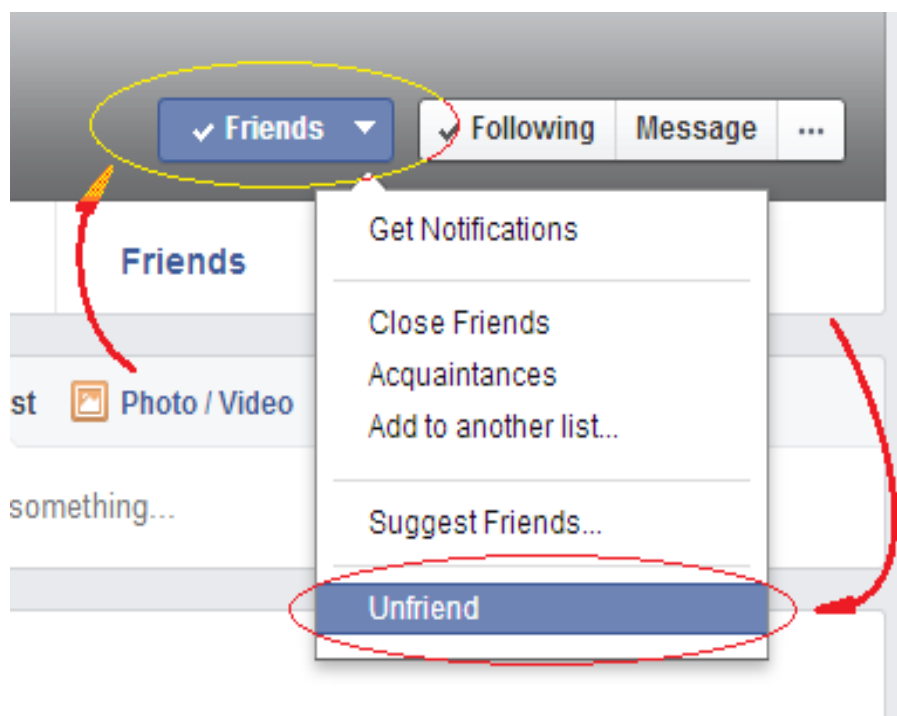 Friends Following Message ...
Get Notifications
Friends
Close Friends
Acquaintances
st Photo / Video
Add to another list...
something...
Suggest Friends...
Unfriend